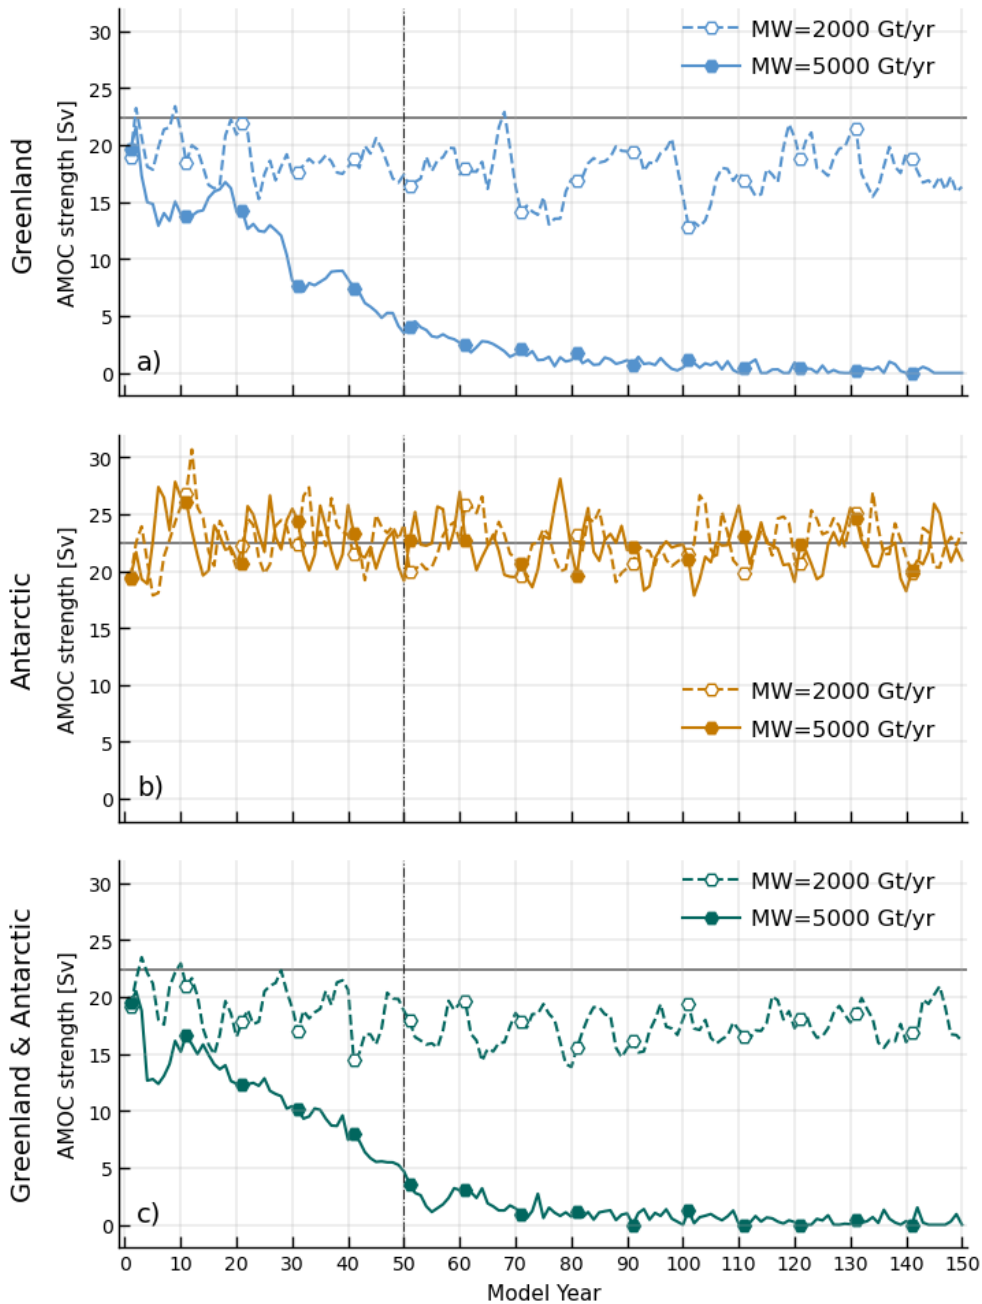 Greenland
AMOC strength [Sv]
30
25
20
15
10
5
0
MW=2000 Gt/yr
MW=5000 Gt/yr
a)
Antarctic
AMOC strength [Sv]
30
25
20
15
10
5
0
MW=2000 Gt/yr
MW=5000 Gt/yr
b)
Greenland & Antarctic
AMOC strength [Sv]
30
25
20
15
10
5
0
MW=2000 Gt/yr
MW=5000 Gt/yr
c)
0 10 20 30 40 50 60 70 80 90 100 110 120 130 140 150
Model Year